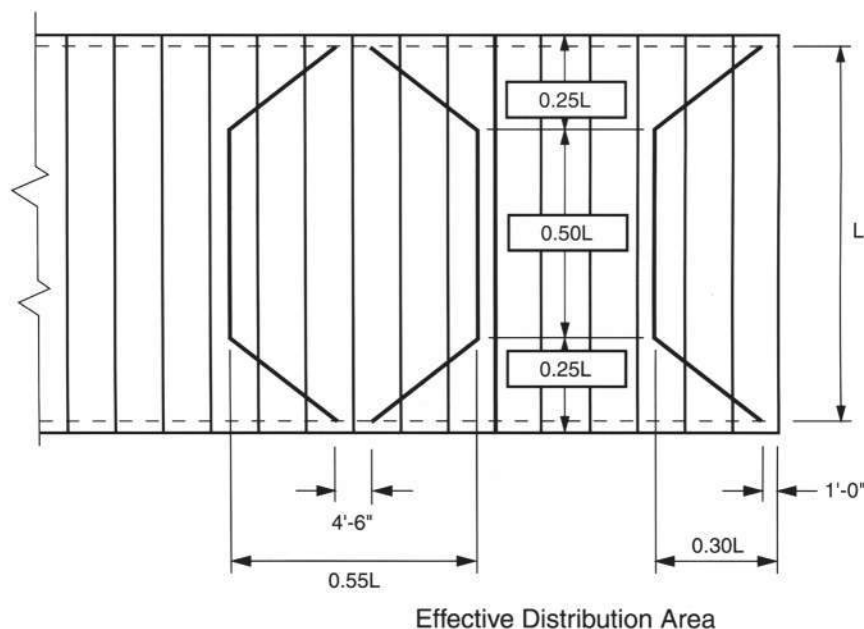 0.25L
0.50L
L
0.25L
1'-0"
4'-6"
0.30L
0.55L
Effective Distribution Area